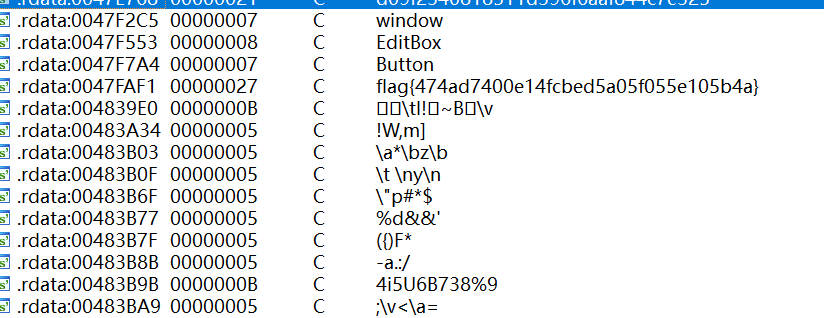 .rdata:0047F2C5 00000007 C window
.rdata:0047F553 00000008 C EditBox
.rdata:0047F7A4 00000007 C Button
.rdata:0047FAF1 00000027 C flag{474ad7400e14fcbed5a05f055e105b4a}
.rdata:004839E0 0000000B C □□\tl!□~B□\v
.rdata:00483A34 00000005 C !W,m]
.rdata:00483B03 00000005 C \a*\bz\b
.rdata:00483B0F 00000005 C \t \ny\n
.rdata:00483B6F 00000005 C \"p#*$
.rdata:00483B77 00000005 C %d&&'
.rdata:00483B7F 00000005 C ({)F*
.rdata:00483B8B 00000005 C -a.:/
.rdata:00483B9B 0000000B C 4i5U6B738%9
.rdata:00483BA9 00000005 C ;\v<\a=